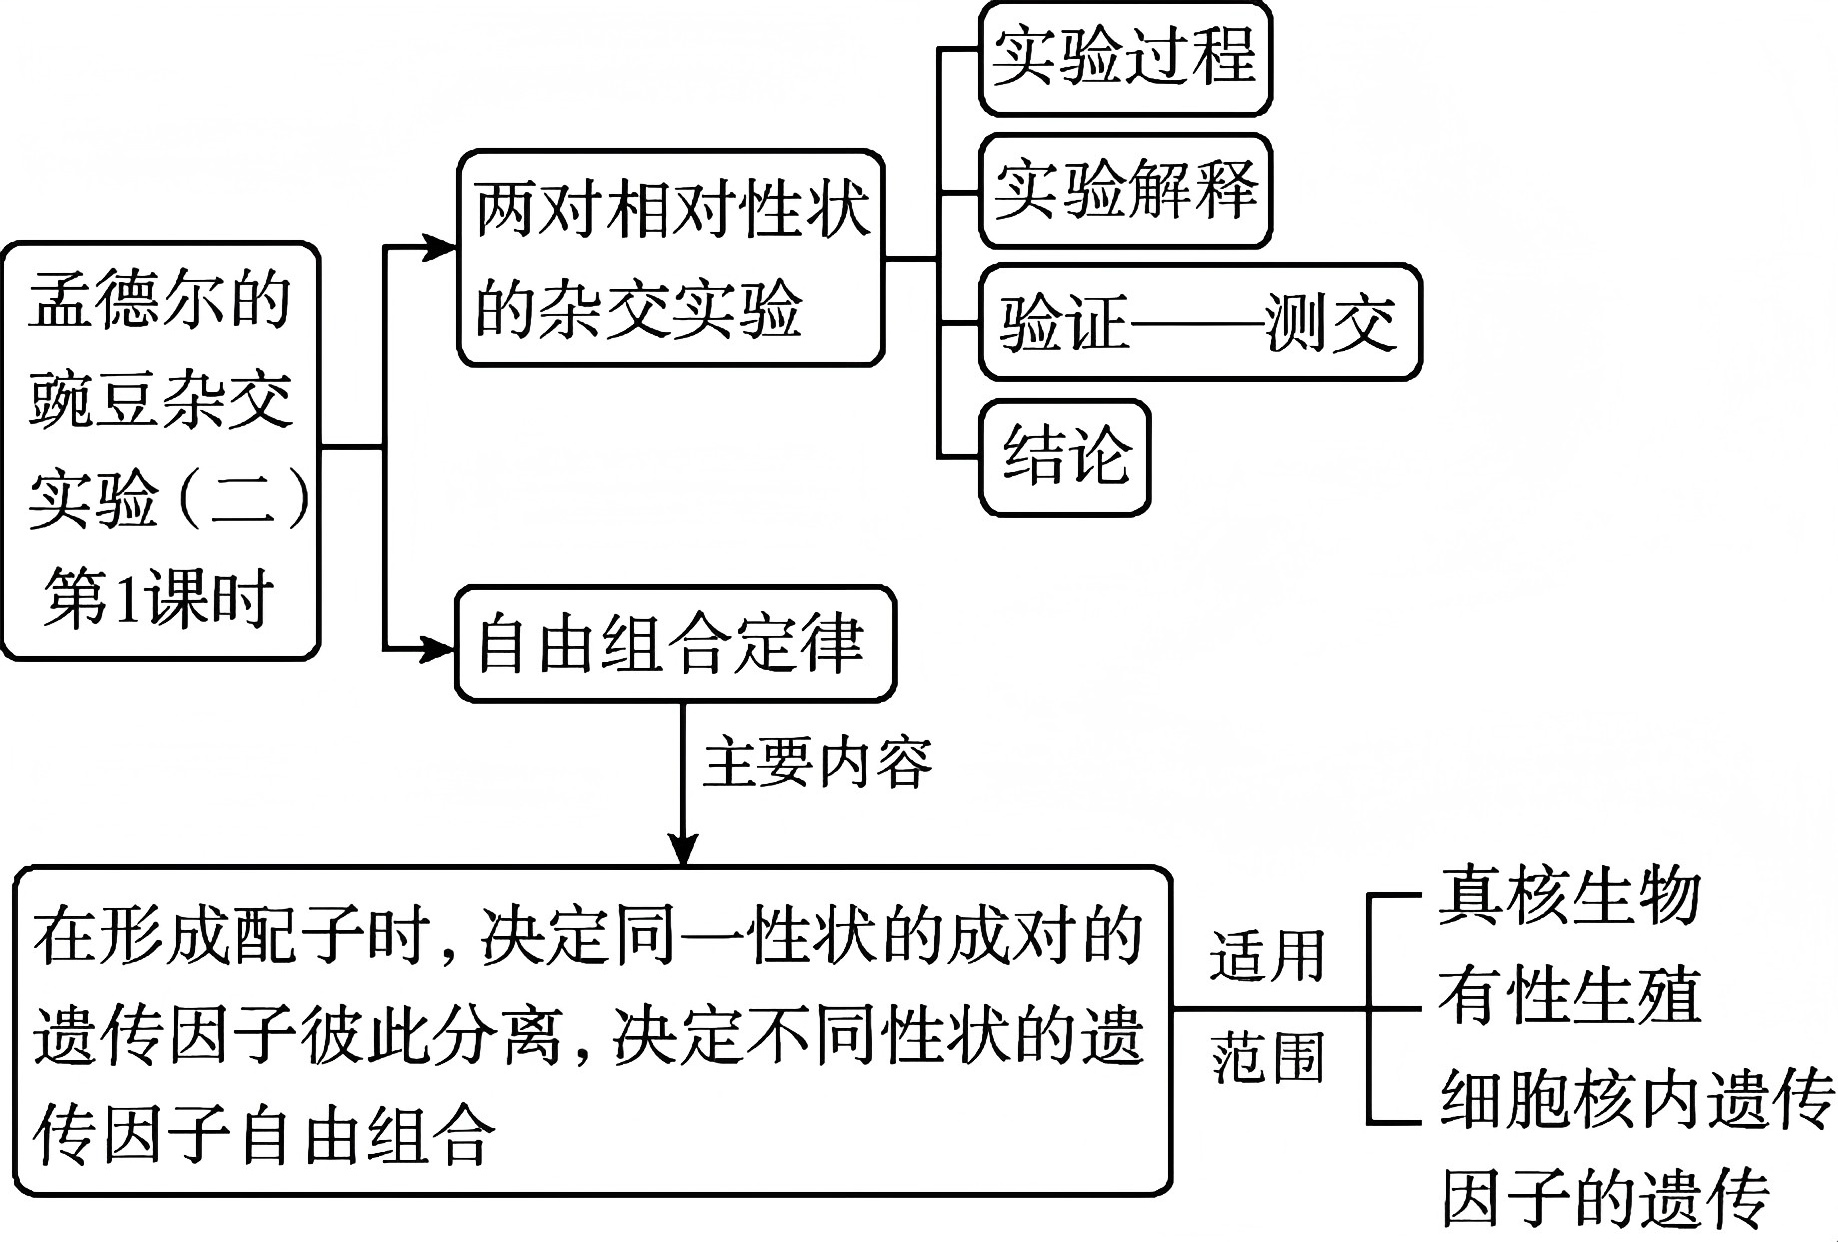 孟德尔的
豌豆杂交
实验(二)
第1课时
两对相对性状
的杂交实验
实验过程
实验解释
验证——测交
结论
自由组合定律
主要内容
在形成配子时,决定同一性状的成对的
遗传因子彼此分离,决定不同性状的遗
传因子自由组合
适用
范围
真核生物
有性生殖
细胞核内遗传
因子的遗传